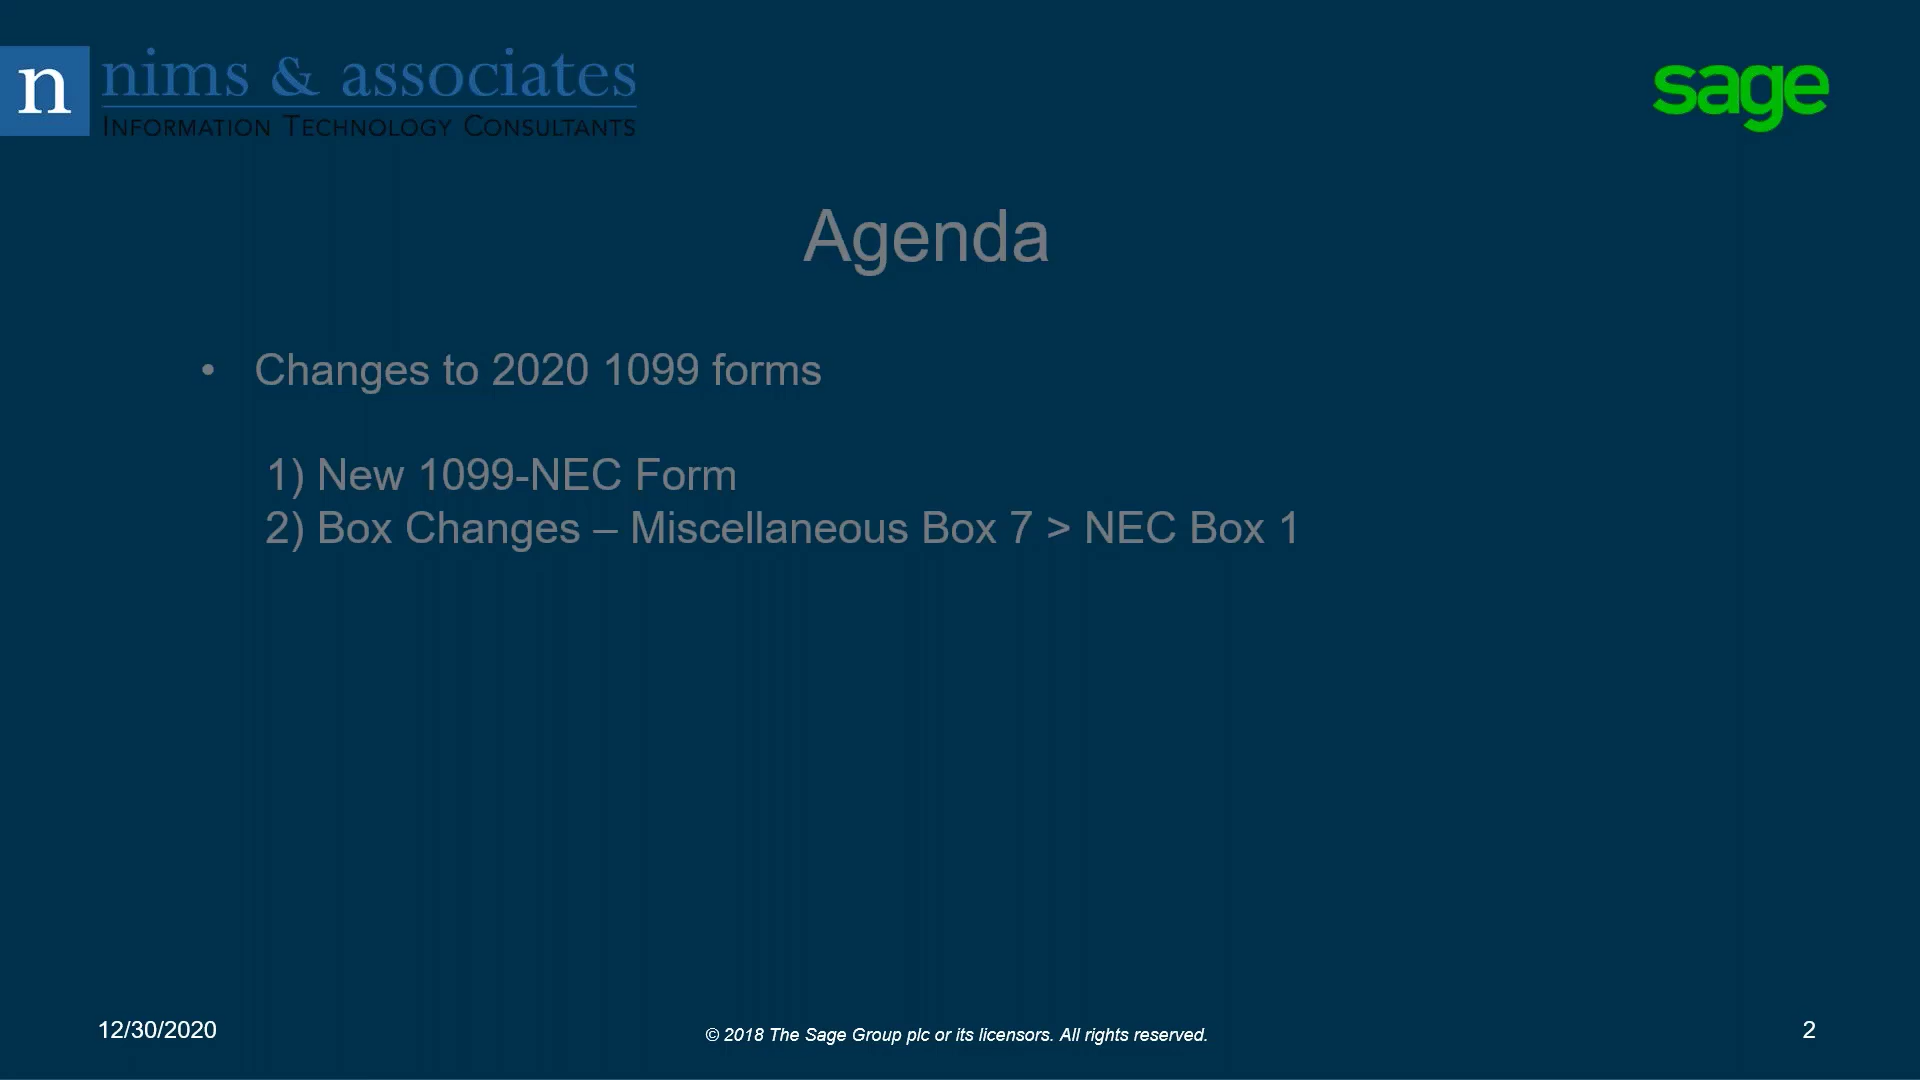 n nims & associates
INFORMATION TECHNOLOGY CONSULTANTS
sage
Agenda
• Changes to 2020 1099 forms
1) New 1099-NEC Form
2) Box Changes – Miscellaneous Box 7 > NEC Box 1
12/30/2020
© 2018 The Sage Group plc or its licensors. All rights reserved.
2